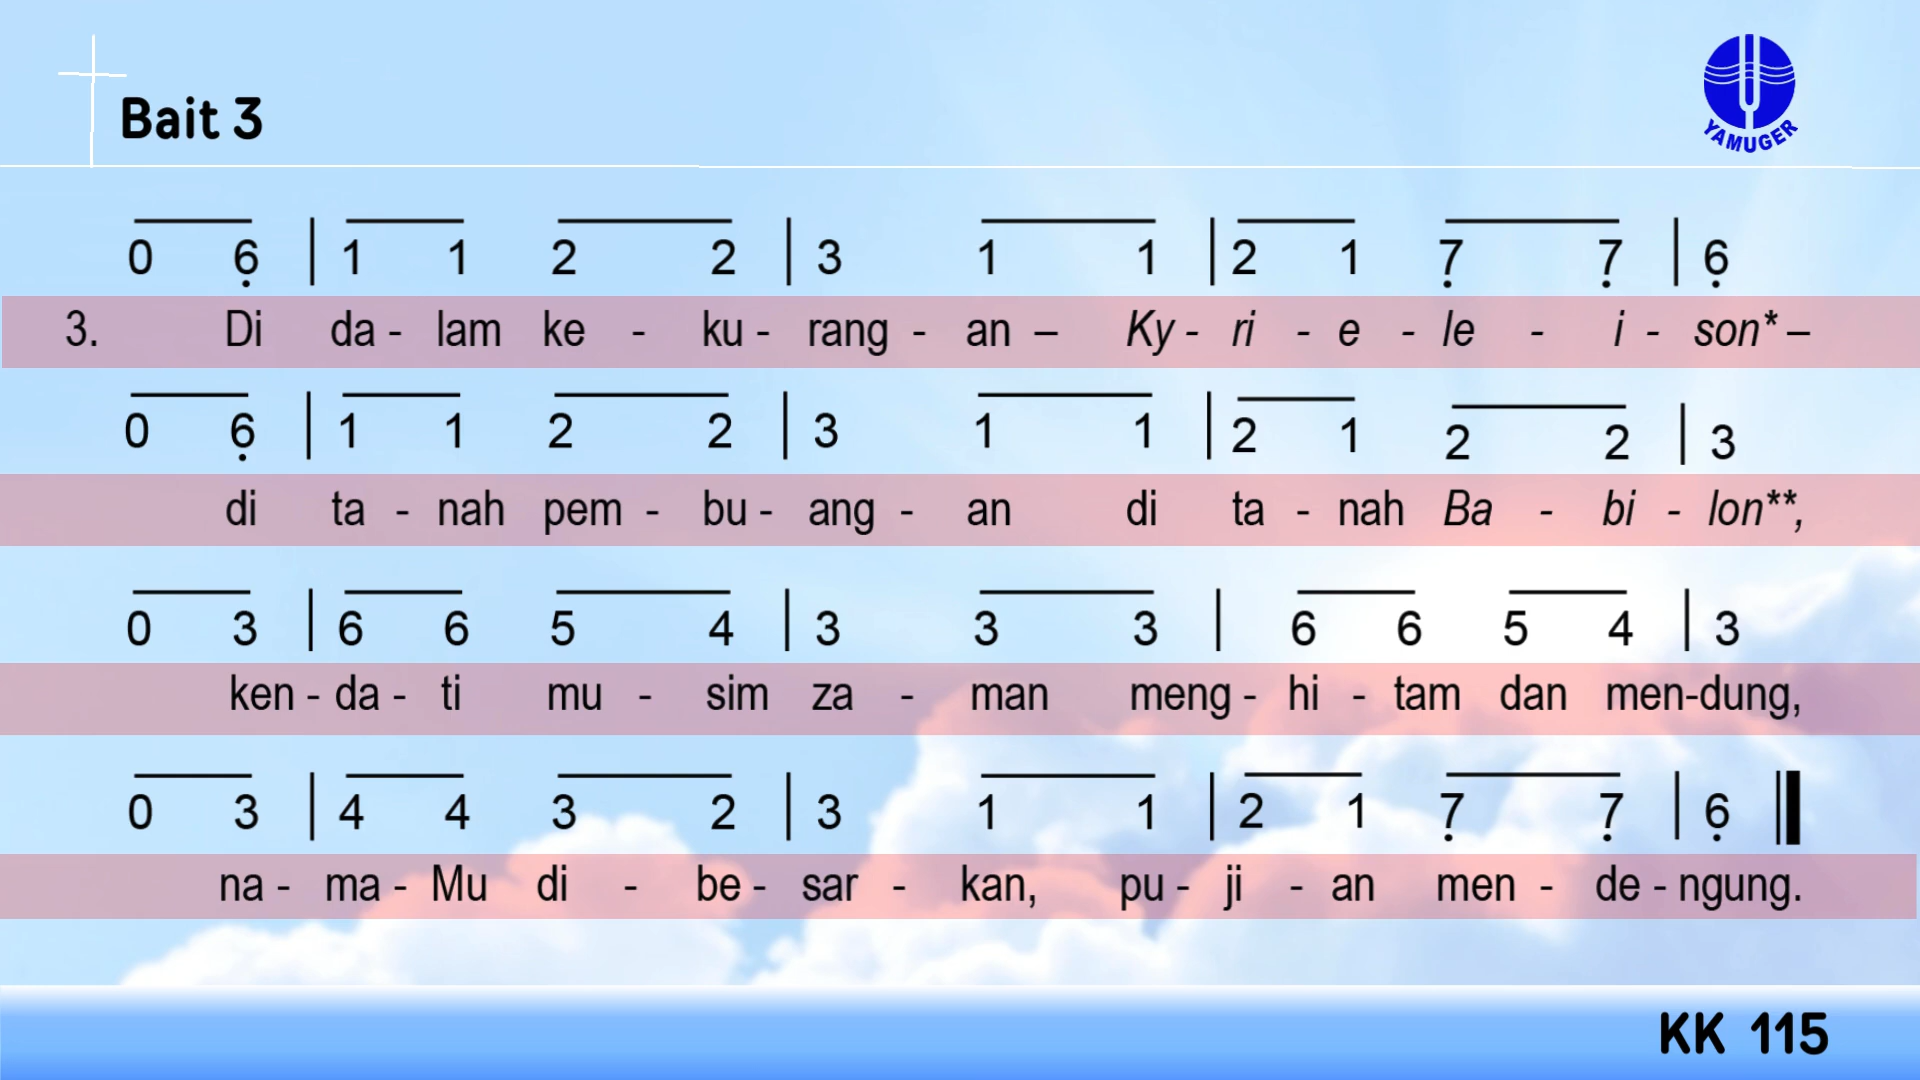 Bait 3
YAMUGER
0 6̣ | 1 1 2 2 | 3 1 1 | 2 1 7̣ 7̣ | 6̣
3. Di da - lam ke - ku - rang - an – Ky - ri - e - le - i - son* –
0 6̣ | 1 1 2 2 | 3 1 1 | 2 1 2 2 | 3
di ta - nah pem - bu - ang - an di ta - nah Ba - bi - lon**,
0 3 | 6 6 5 4 | 3 3 3 | 6 6 5 4 | 3
ken - da - ti mu - sim za - man meng - hi - tam dan men-dung,
0 3 | 4 4 3 2 | 3 1 1 | 2 1 7̣ 7̣ | 6̣
na - ma - Mu di - be - sar - kan, pu - ji - an men - de - ngung.
KK 115